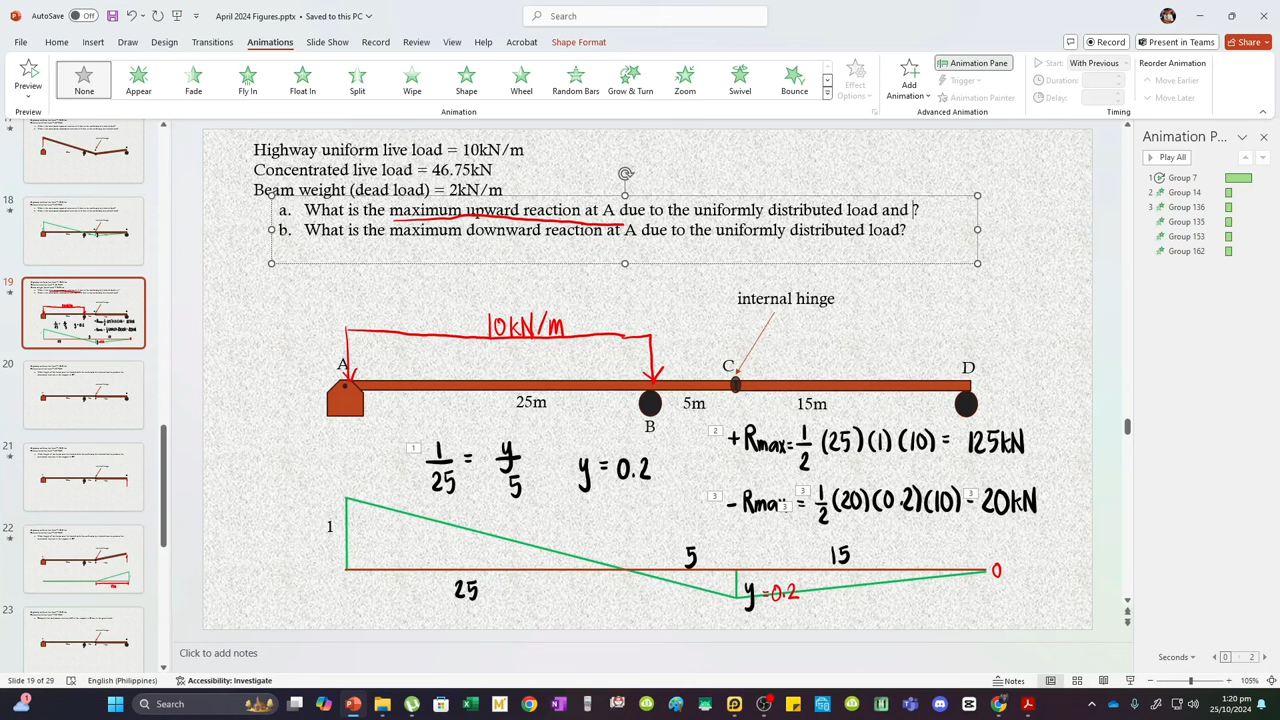 AutoSave Off April 2024 Figures.pptx • Saved to this PC Search
File Home Insert Draw Design Transitions Animations Slide Show Record Review View Help Acrobat Shape Format Record Present in Teams Share
Preview None Appear Fade Fly In Float In Split Wipe Shape Wheel Random Bars Grow & Turn Zoom Swivel Bounce Effect Options Add Animation Animation Pane Trigger Animation Painter Start: With Previous Duration: Delay: Reorder Animation Move Earlier Move Later
Preview Animation Advanced Animation Timing
Animation P...
Play All
1 Group 7
2 Group 14
3 Group 136
Group 135
Group 153
Group 162
18
19
20
21
22
23
Highway uniform live load = 10kN/m
Concentrated live load = 46.75kN
Beam weight (dead load) = 2kN/m
a. What is the maximum upward reaction at A due to the uniformly distributed load and ?
b. What is the maximum downward reaction at A due to the uniformly distributed load?
internal hinge
10kN/m
A C D
25m 5m 15m
B
1 1/25 = y/5 y = 0.2
2 +Rmax = 1/2 (25)(1)(10) = 125kN
3 = 1/2 (20)(0.2)(10) = 20kN
1
5 15
25
y = 0.2
0
Click to add notes
Seconds 0 2
Slide 19 of 29 English (Philippines) Accessibility: Investigate Notes 105%
Search
1:20 pm
25/10/2024